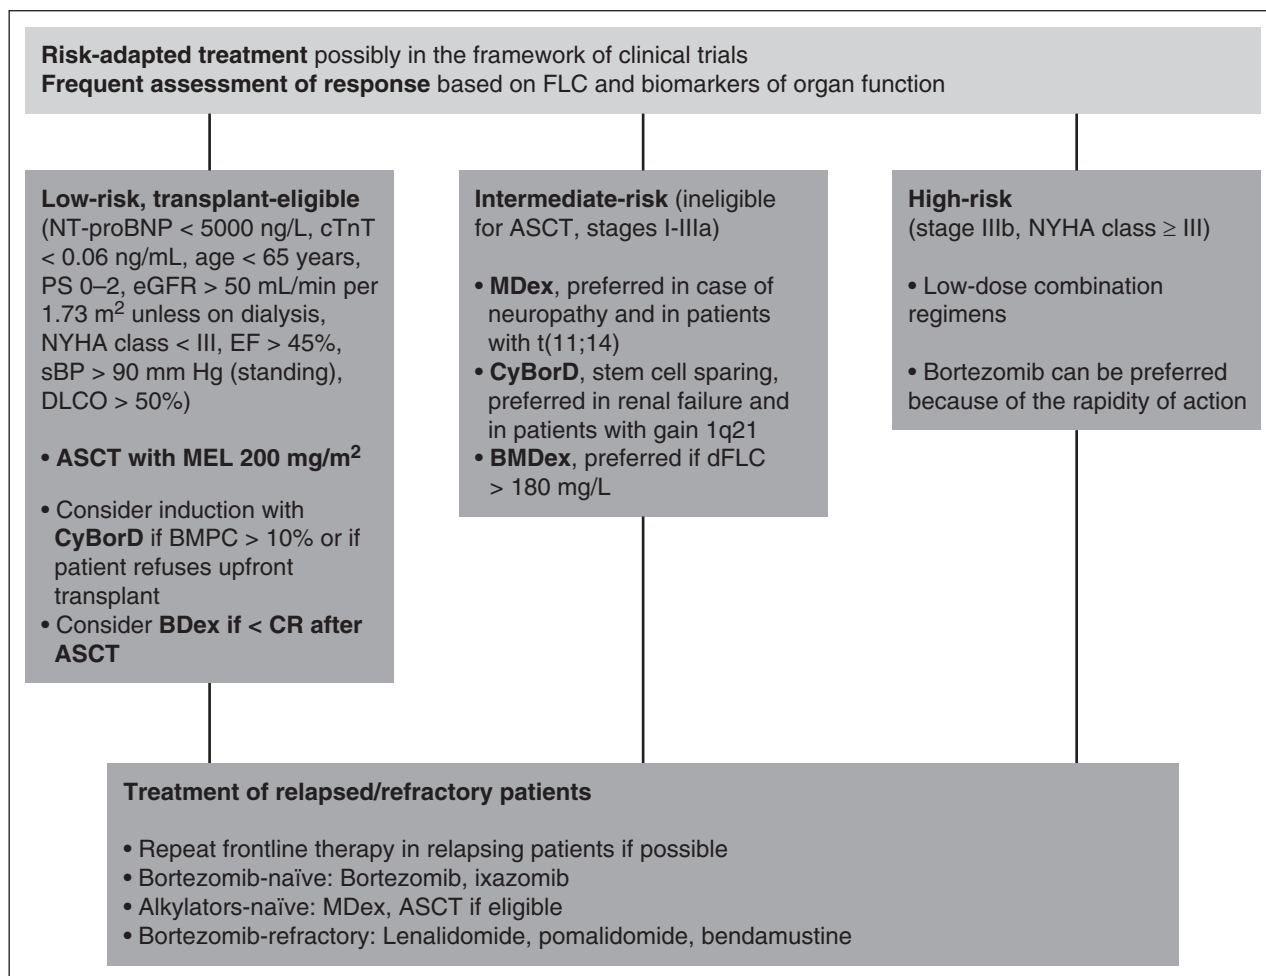 Risk-adapted treatment possibly in the framework of clinical trials
Frequent assessment of response based on FLC and biomarkers of organ function
Low-risk, transplant-eligible
(NT-proBNP < 5000 ng/L, cTnT
< 0.06 ng/mL, age < 65 years,
PS 0–2, eGFR > 50 mL/min per
1.73 m² unless on dialysis,
NYHA class < III, EF > 45%,
sBP > 90 mm Hg (standing),
DLCO > 50%)
• ASCT with MEL 200 mg/m²
• Consider induction with
CyBorD if BMPC > 10% or if
patient refuses upfront
transplant
• Consider BDex if < CR after
ASCT
Intermediate-risk (ineligible
for ASCT, stages I-IIIa)
• MDex, preferred in case of
neuropathy and in patients
with t(11;14)
• CyBorD, stem cell sparing,
preferred in renal failure and
in patients with gain 1q21
• BMDex, preferred if dFLC
> 180 mg/L
High-risk
(stage IIIb, NYHA class ≥ III)
• Low-dose combination
regimens
• Bortezomib can be preferred
because of the rapidity of action
Treatment of relapsed/refractory patients
• Repeat frontline therapy in relapsing patients if possible
• Bortezomib-naïve: Bortezomib, ixazomib
• Alkylators-naïve: MDex, ASCT if eligible
• Bortezomib-refractory: Lenalidomide, pomalidomide, bendamustine